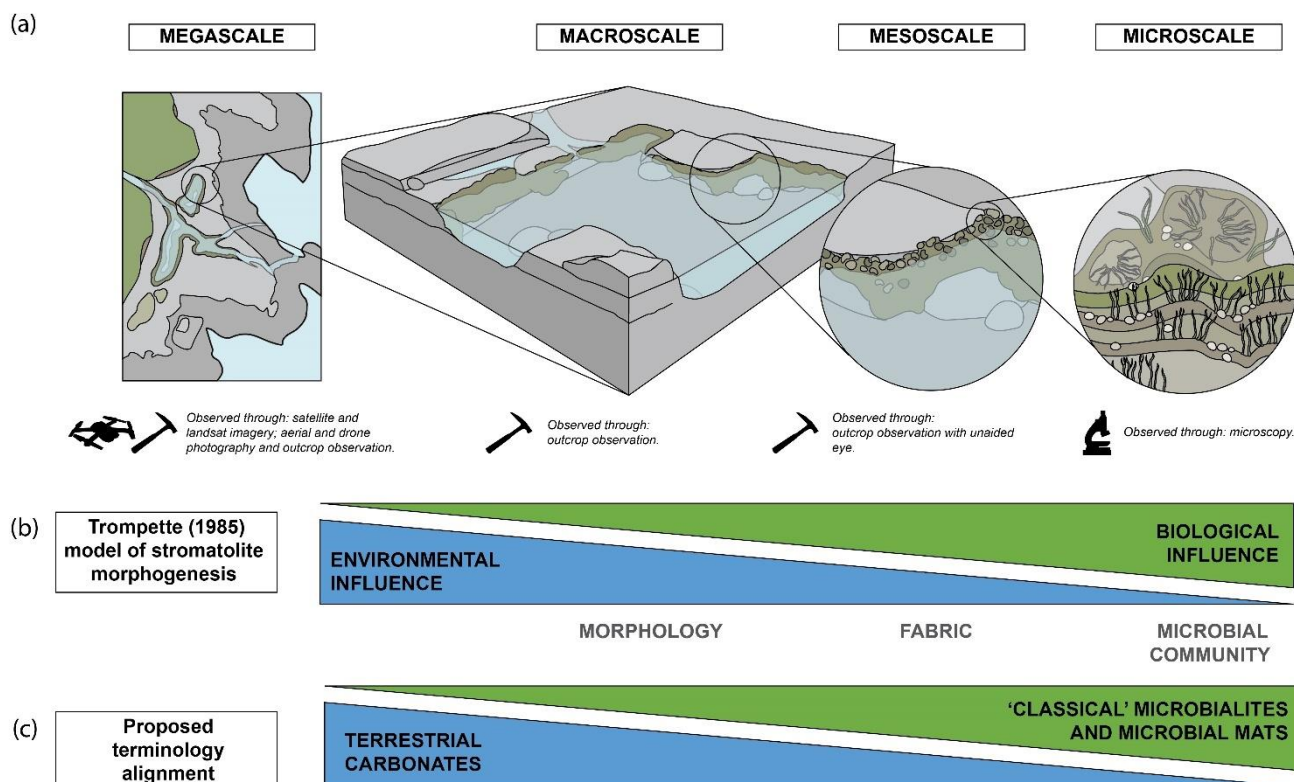 (a)
MEGASCALE
MACROSCALE
MESOSCALE
MICROSCALE
Observed through: satellite and
landsat imagery; aerial and drone
photography and outcrop observation.
Observed through:
outcrop observation.
Observed through:
outcrop observation with unaided
eye.
Observed through: microscopy.
(b)
Trompette (1985)
model of stromatolite
morphogenesis
ENVIRONMENTAL
INFLUENCE
BIOLOGICAL
INFLUENCE
MORPHOLOGY
FABRIC
MICROBIAL
COMMUNITY
(c)
Proposed
terminology
alignment
TERRESTRIAL
CARBONATES
‘CLASSICAL’ MICROBIALITES
AND MICROBIAL MATS